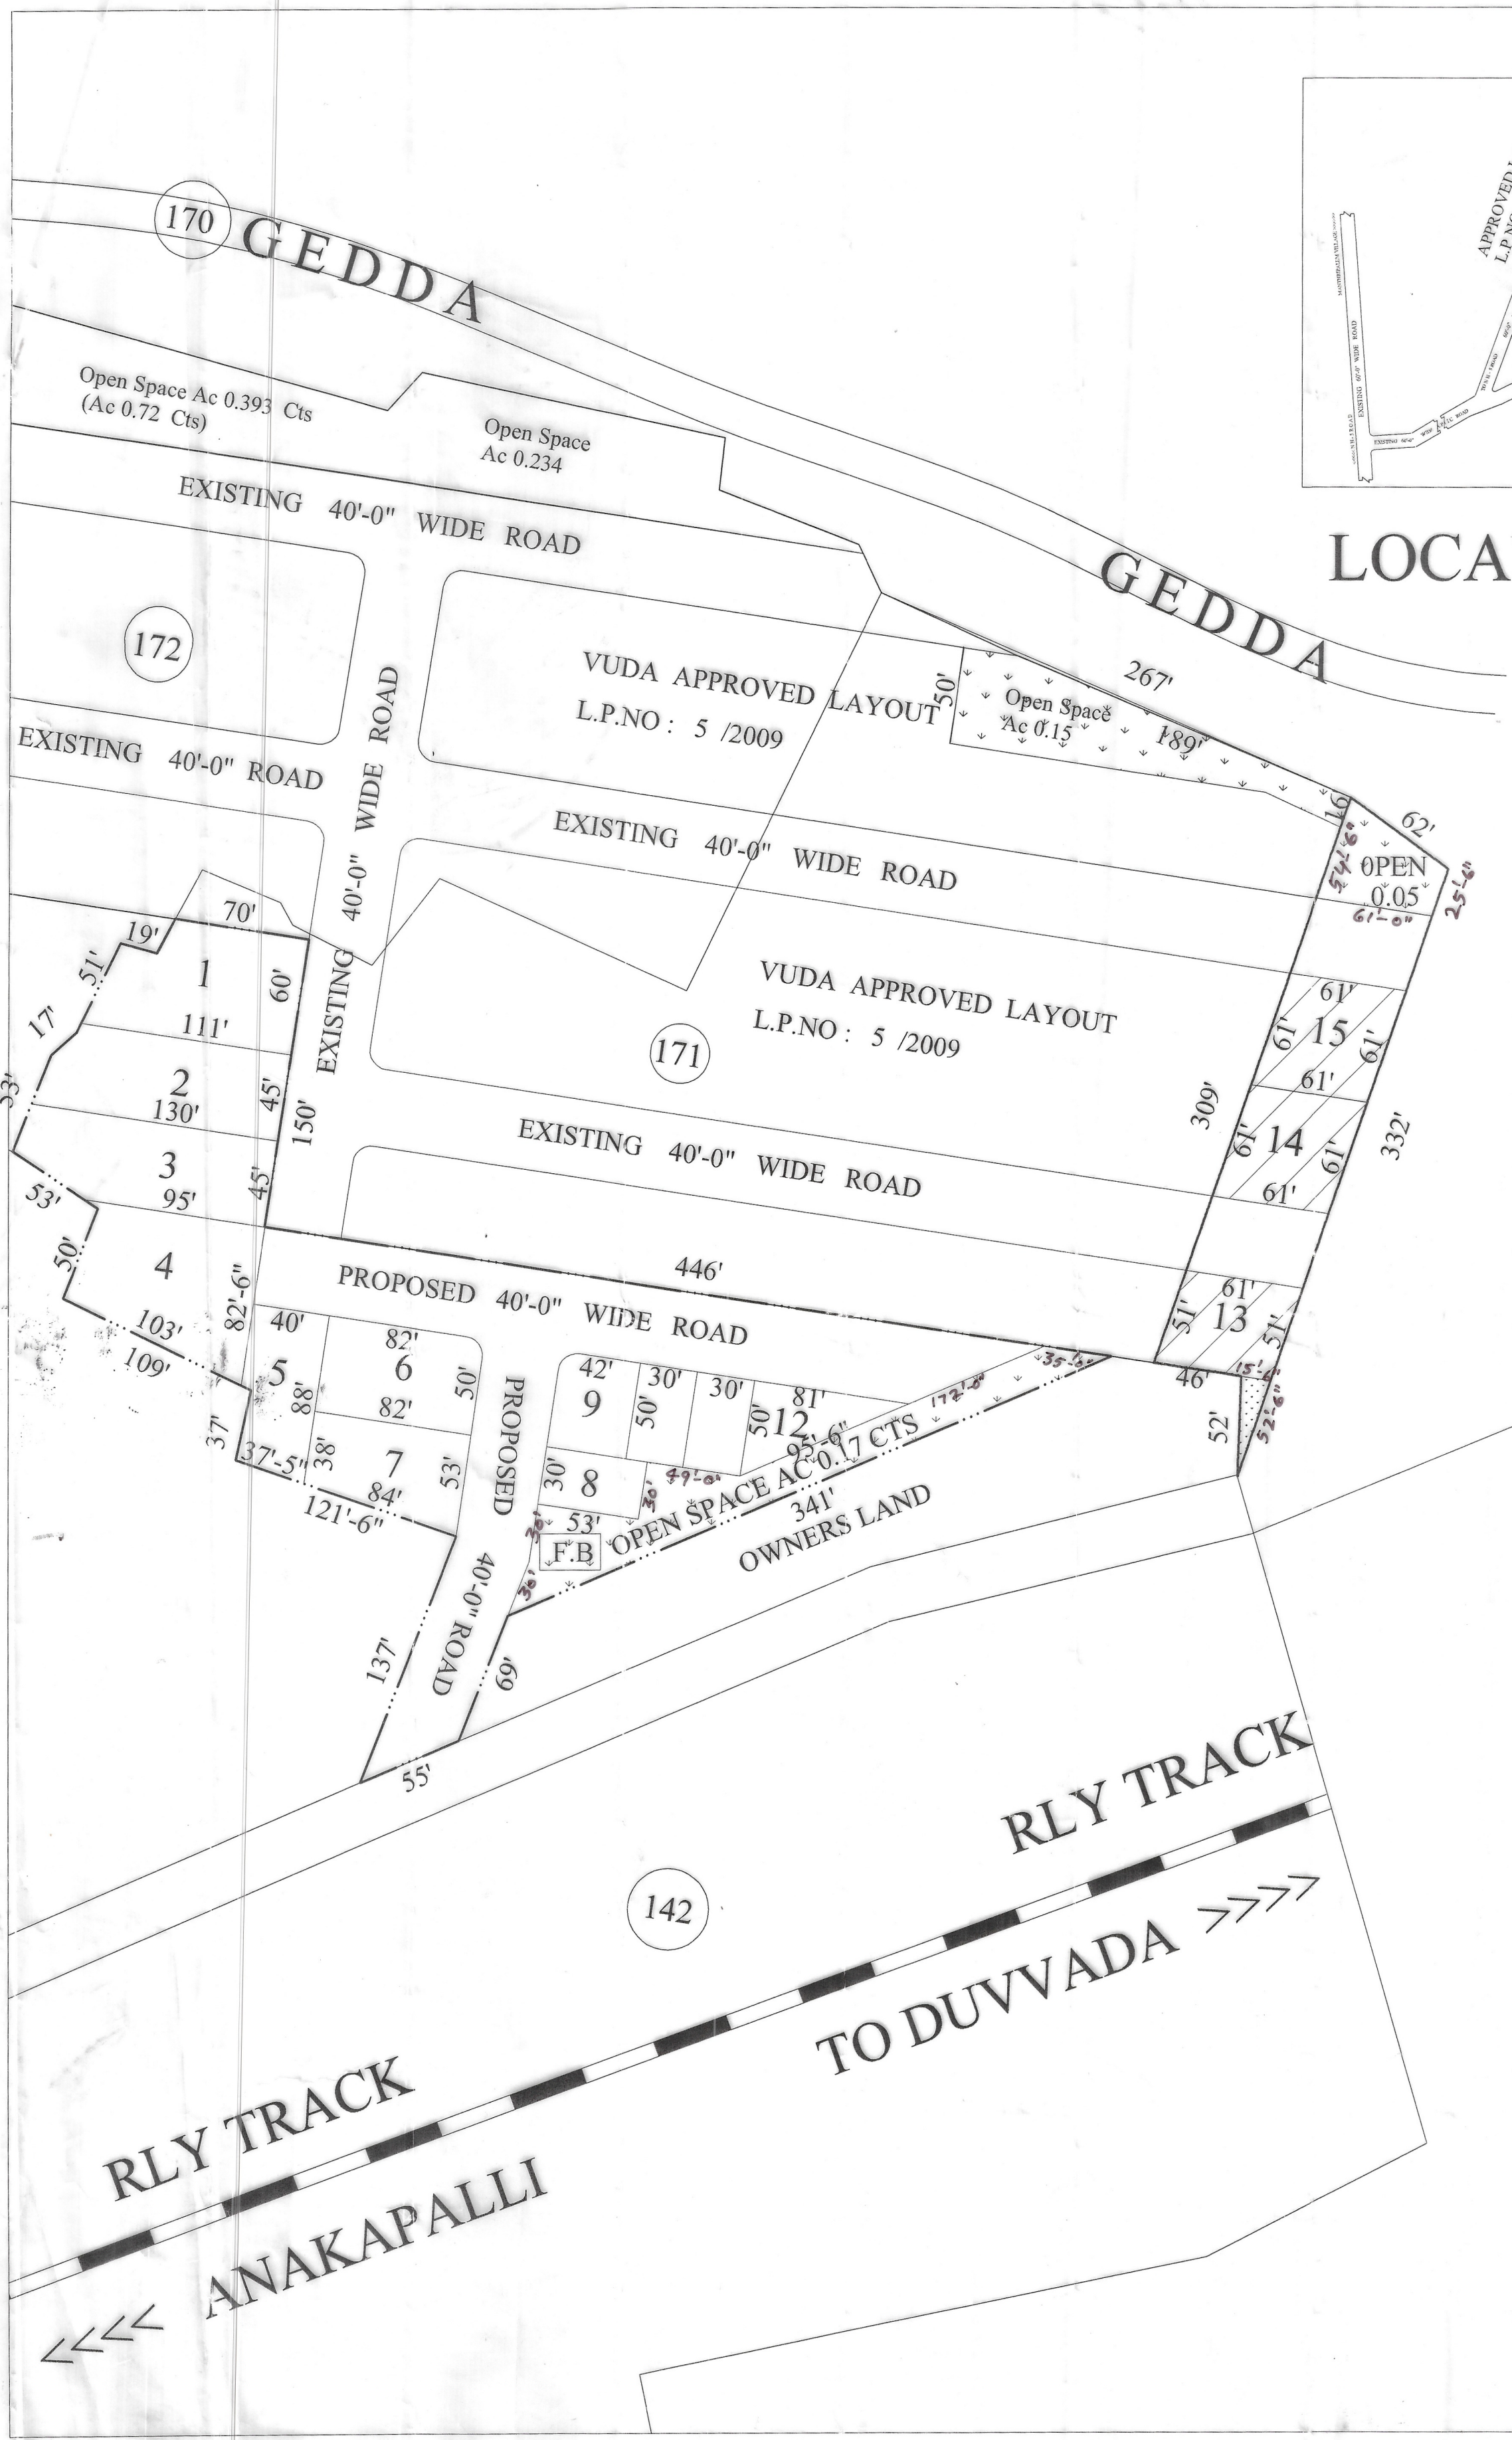 170
GEDDA
Open Space Ac 0.393 Cts
(Ac 0.72 Cts)
Open Space
Ac 0.234
EXISTING 40'-0" WIDE ROAD
APPROVED
L.P.NO
EXISTING 60'-0" WIDE ROAD
LOCA
GEDDA
172
EXISTING 40'-0" ROAD
EXISTING 40'-0" WIDE ROAD
VUDA APPROVED LAYOUT
L.P.NO : 5 /2009
50'
Open Space
Ac 0.15
267'
189'
16'
62'
54'-6"
OPEN
0.05
61'-0"
25'-6"
EXISTING 40'-0" WIDE ROAD
VUDA APPROVED LAYOUT
L.P.NO : 5 /2009
171
EXISTING 40'-0" WIDE ROAD
70'
19'
51'
1
60'
17'
111'
2
45'
53'
130'
150'
3
45'
53'
95'
50'
4
82'-6"
103'
109'
61'
15
61'
61'
61'
309'
332'
14
61'
61'
61'
61'
13
51'
51'
46'
15'-6"
52'
52'-6"
446'
PROPOSED 40'-0" WIDE ROAD
40'
5
88'
37'
37'-5"
82'
6
50'
82'
38'
7
53'
84'
121'-6"
PROPOSED 40'-0" ROAD
42'
9
50'
30'
30'
50'
81'
12
95'-6"
172'-0"
35'-6"
30'
8
30'
49'-0"
53'
30'
F.B
30'
OPEN SPACE AC 0.17 CTS
341'
OWNERS LAND
137'
69'
55'
RLY TRACK
142
TO DUVVADA >>>>
RLY TRACK
<<<< ANAKAPALLI